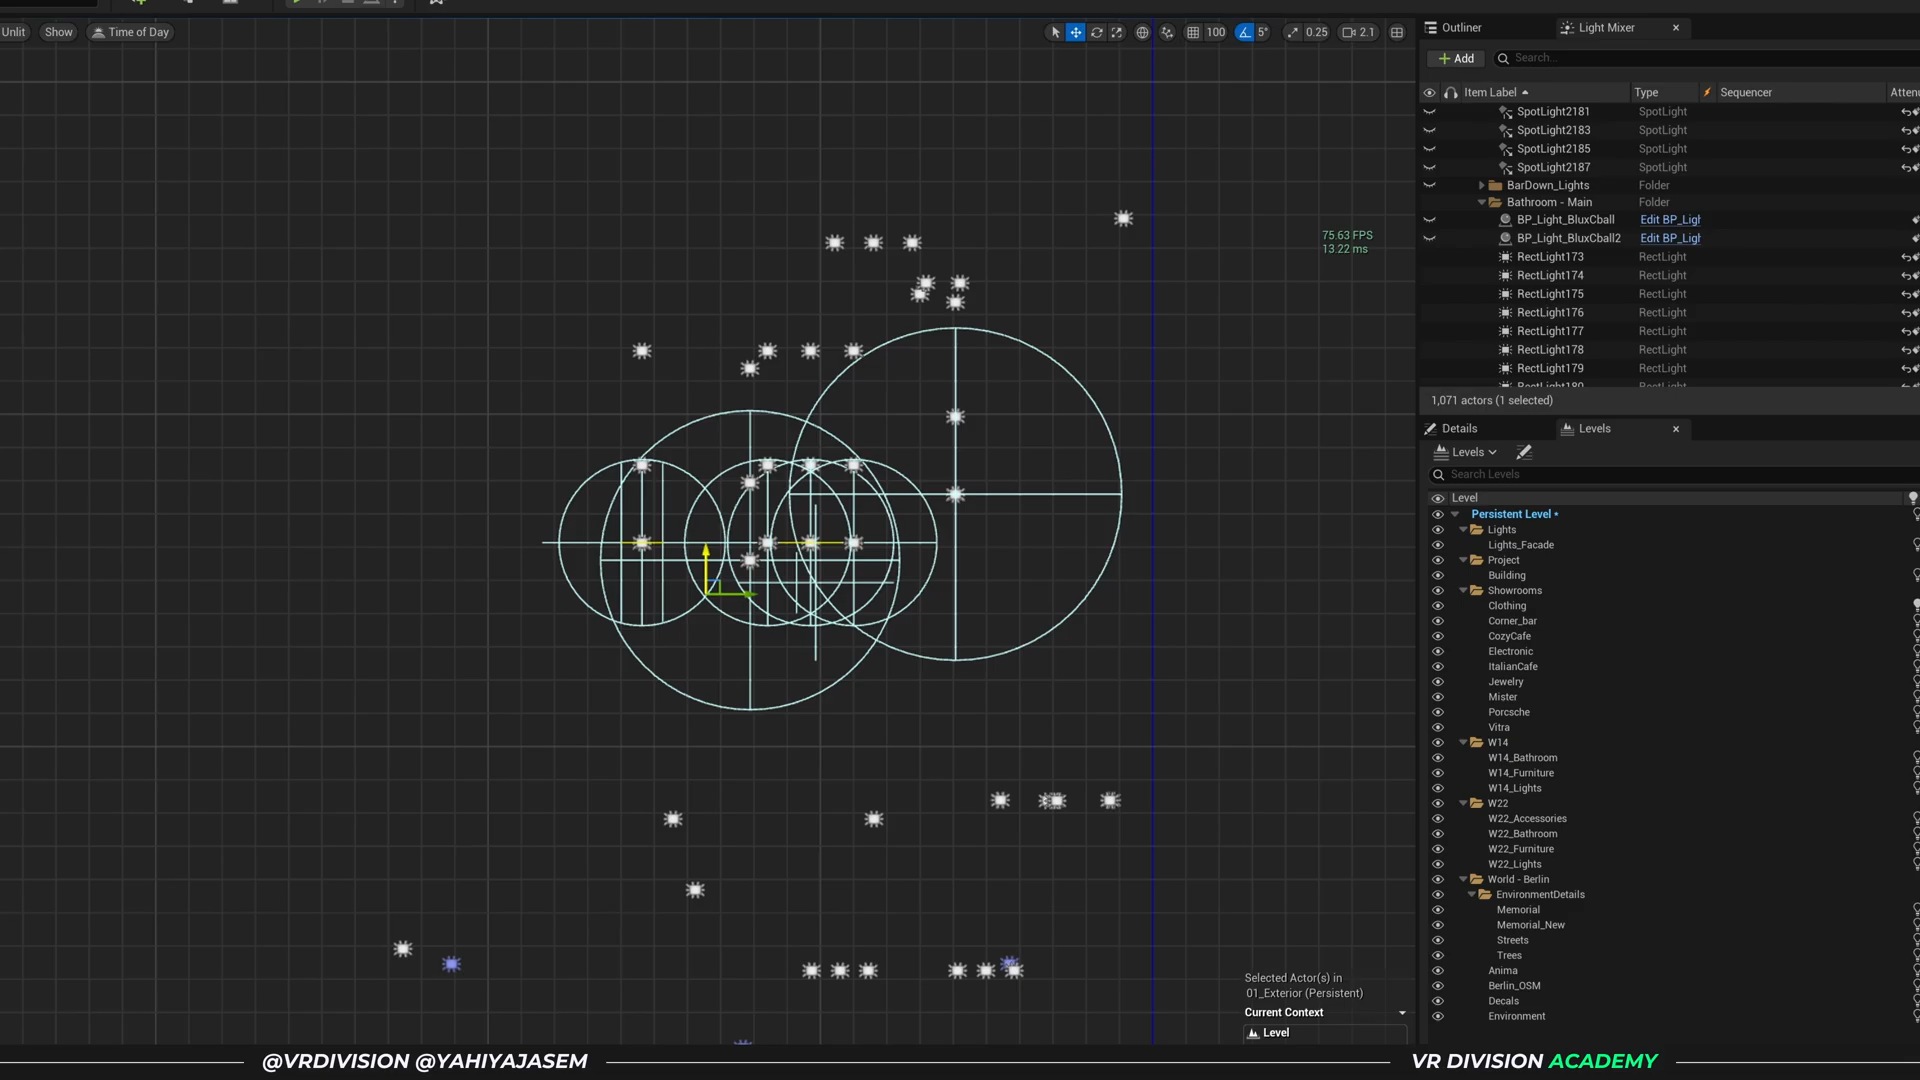 Unlit
Show
Time of Day
100
5°
0.25
2.1
75.63 FPS
13.22 ms
Selected Actor(s) in
01_Exterior (Persistent)
Current Context
Level
Outliner
Light Mixer
Add
Search...
Item Label Type Sequencer
SpotLight2181 SpotLight
SpotLight2183 SpotLight
SpotLight2185 SpotLight
SpotLight2187 SpotLight
BarDown_Lights Folder
Bathroom - Main Folder
BP_Light_BluxCball Edit BP_Ligh
BP_Light_BluxCball2 Edit BP_Ligh
RectLight173 RectLight
RectLight174 RectLight
RectLight175 RectLight
RectLight176 RectLight
RectLight177 RectLight
RectLight178 RectLight
RectLight179 RectLight
RectLight180 RectLight
1,071 actors (1 selected)
Details
Levels
Levels
Search Levels
Level
Persistent Level
Lights
Lights_Facade
Project
Building
Showrooms
Clothing
Corner_bar
CozyCafe
Electronic
ItalianCafe
Jewelry
Mister
Porcsche
Vitra
W14
W14_Bathroom
W14_Furniture
W14_Lights
W22
W22_Accessories
W22_Bathroom
W22_Furniture
W22_Lights
World - Berlin
EnvironmentDetails
Memorial
Memorial_New
Streets
Trees
Anima
Berlin_OSM
Decals
Environment
@VRDIVISION @YAHIYAJASEM
VR DIVISION ACADEMY